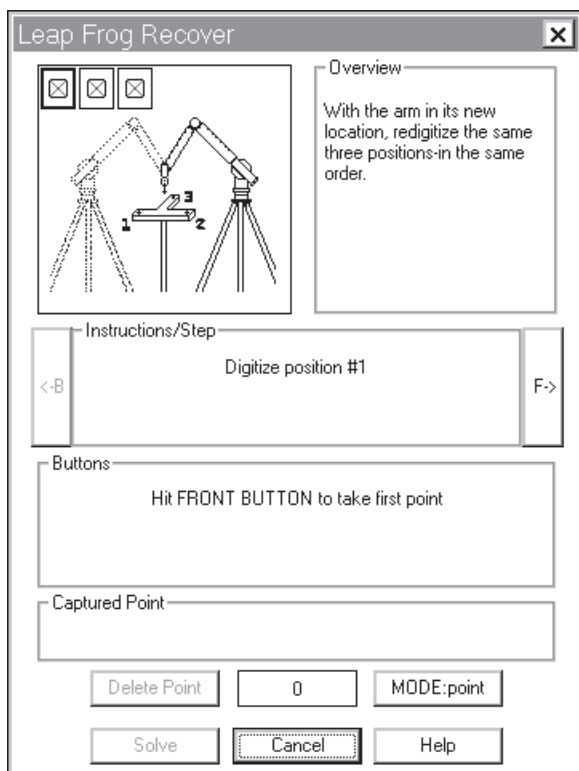 Leap Frog Recover
Overview
With the arm in its new
location, redigitize the same
three positions-in the same
order.
3
1
2
Instructions/Step
<-B
Digitize position #1
F->
Buttons
Hit FRONT BUTTON to take first point
Captured Point
Delete Point
0
MODE:point
Solve
Cancel
Help